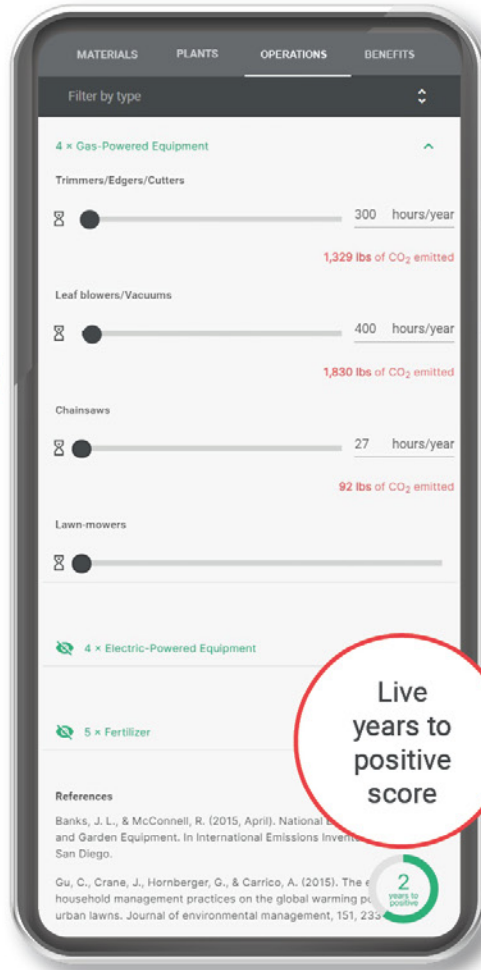 MATERIALS PLANTS OPERATIONS BENEFITS
Filter by type
4 × Gas-Powered Equipment
Trimmers/Edgers/Cutters
300 hours/year
1,329 lbs of CO₂ emitted
Leaf blowers/Vacuums
400 hours/year
1,830 lbs of CO₂ emitted
Chainsaws
27 hours/year
92 lbs of CO₂ emitted
Lawn-mowers
4 × Electric-Powered Equipment
5 × Fertilizer
Live
years to
positive
score
References
Banks, J. L., & McConnell, R. (2015, April). National
and Garden Equipment. In International Emissions
San Diego.
Gu, C., Crane, J., Hornberger, G., & Carrico, A. (2015). The
household management practices on the global warming
urban lawns. Journal of environmental management, 151, 233
2
years to
positive